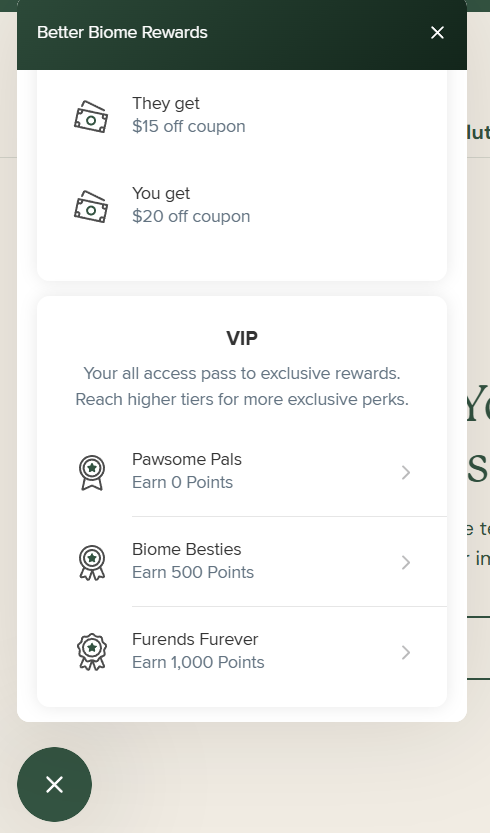 Better Biome Rewards
They get
$15 off coupon
You get
$20 off coupon
VIP
Your all access pass to exclusive rewards.
Reach higher tiers for more exclusive perks.
Pawsome Pals
Earn 0 Points
Biome Besties
Earn 500 Points
Furends Furever
Earn 1,000 Points